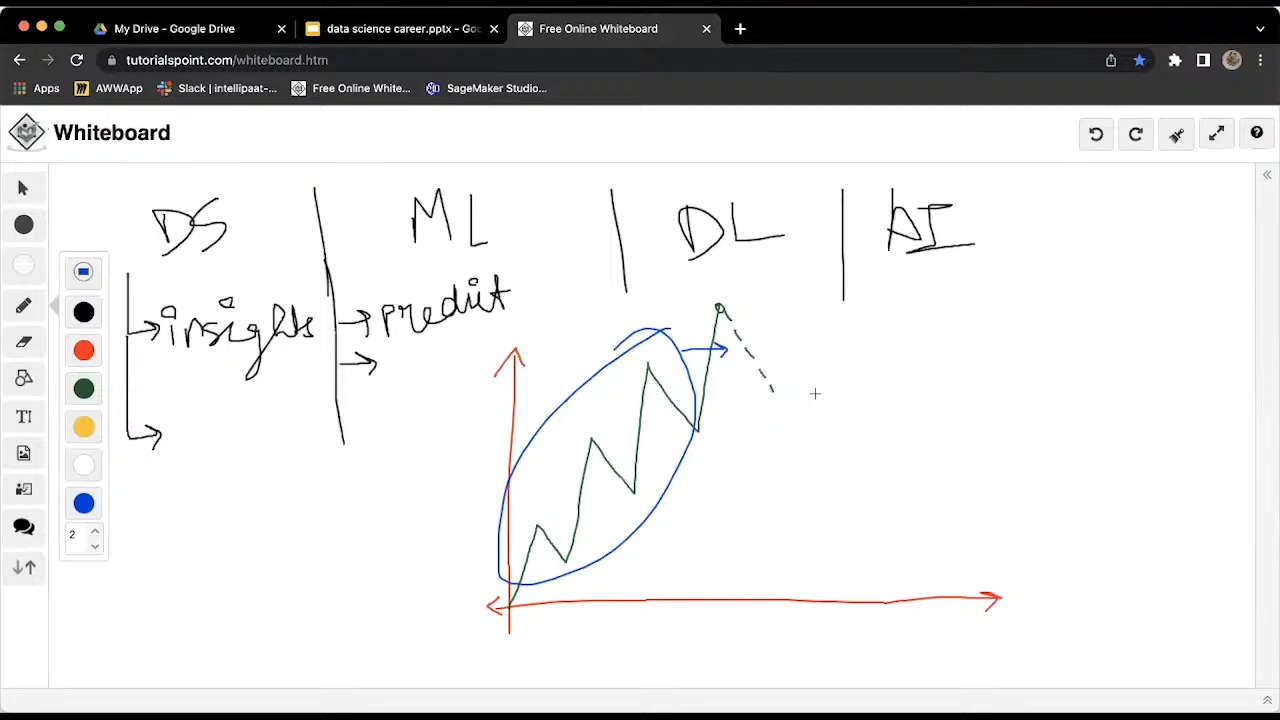 My Drive - Google Drive
data science career.pptx - Goo
Free Online Whiteboard
tutorialspoint.com/whiteboard.htm
Apps
AWWApp
Slack | intellipaat-...
Free Online White...
SageMaker Studio...
Whiteboard
DS
ML
DL
AI
insights
predict
TI
2